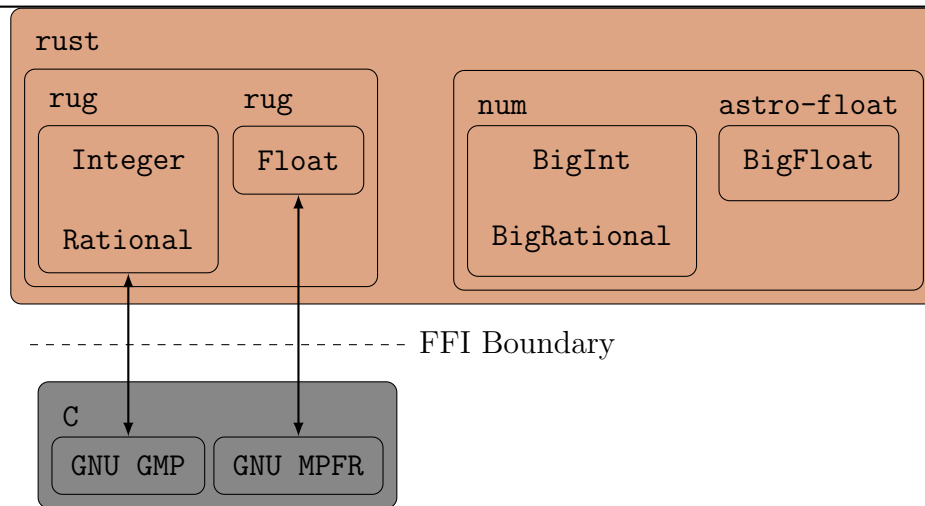 rust
rug rug
Integer Float
Rational
num astro-float
BigInt BigFloat
BigRational
FFI Boundary
C
GNU GMP GNU MPFR